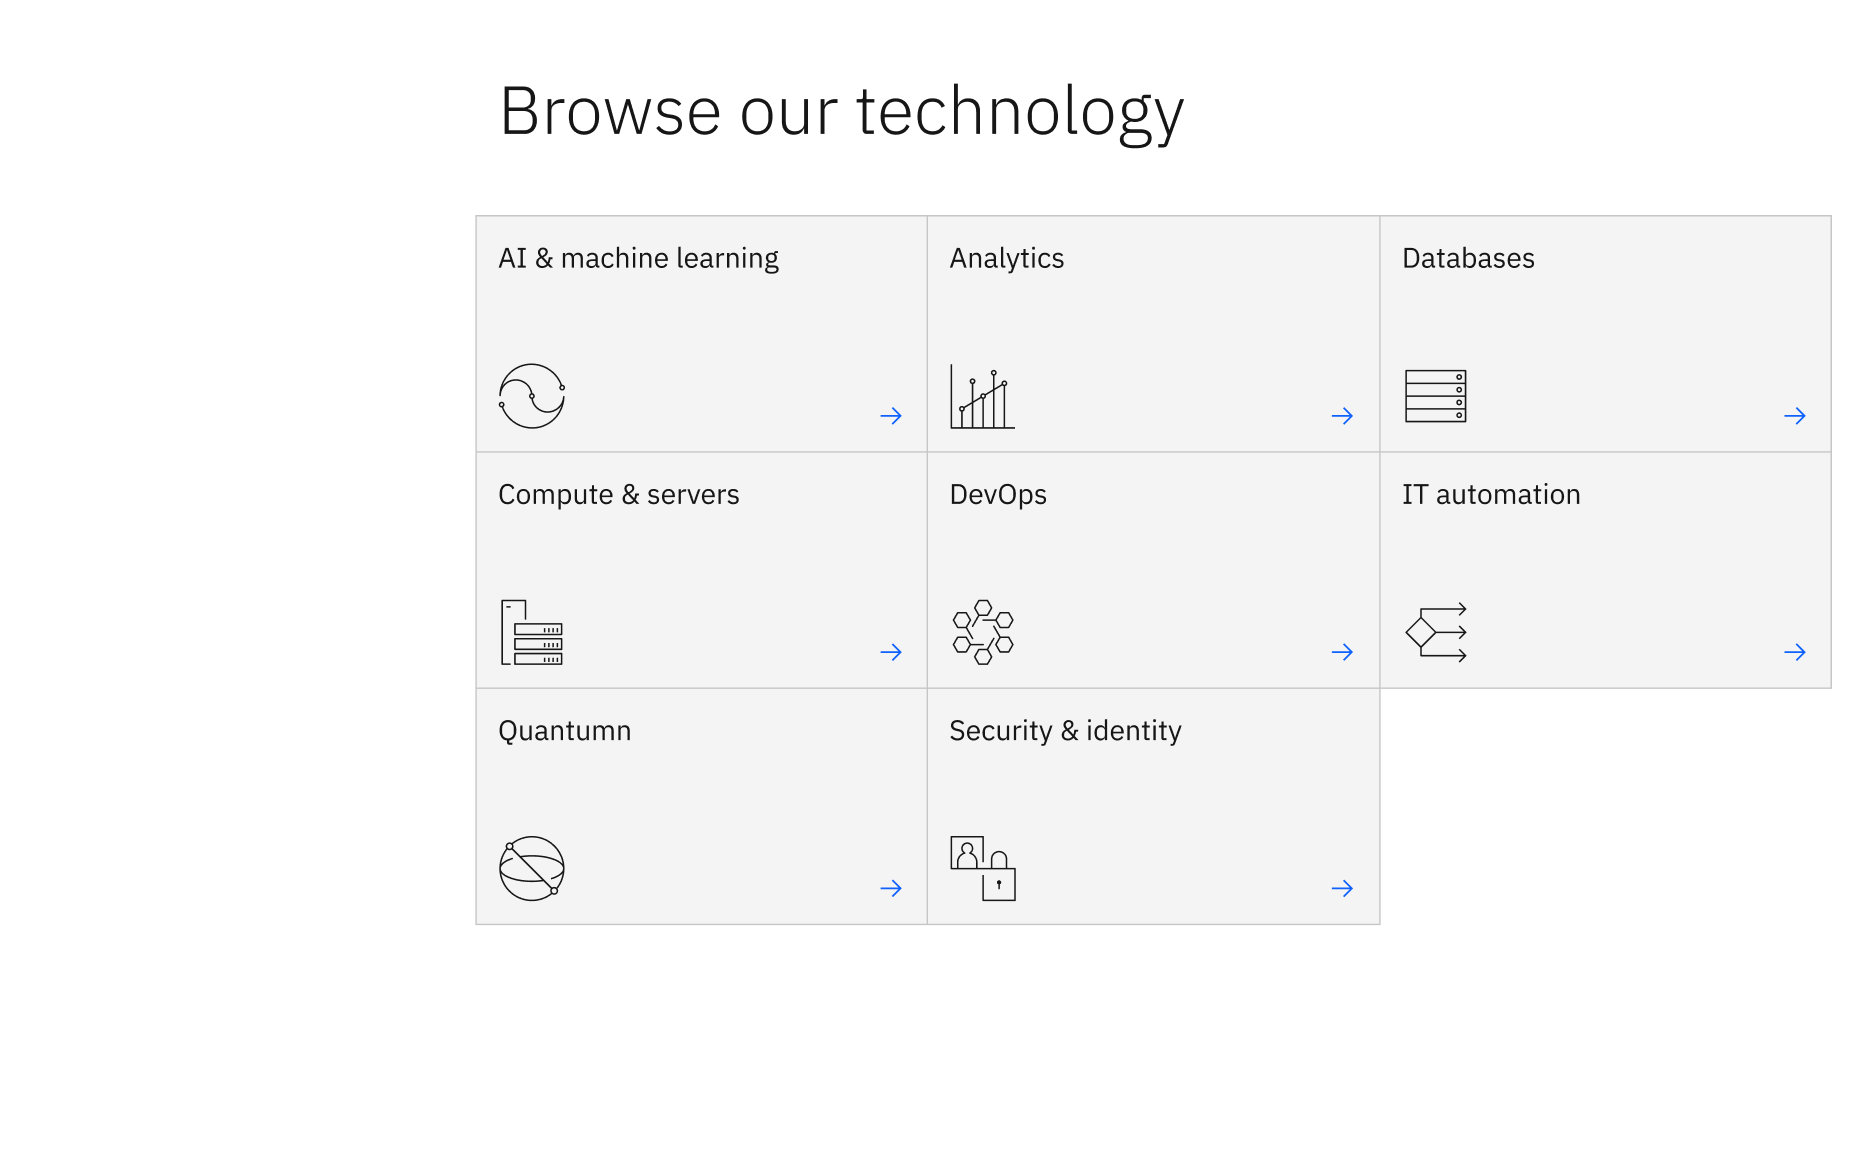 Browse our technology
AI & machine learning
Analytics
Databases
Compute & servers
DevOps
IT automation
Quantumn
Security & identity